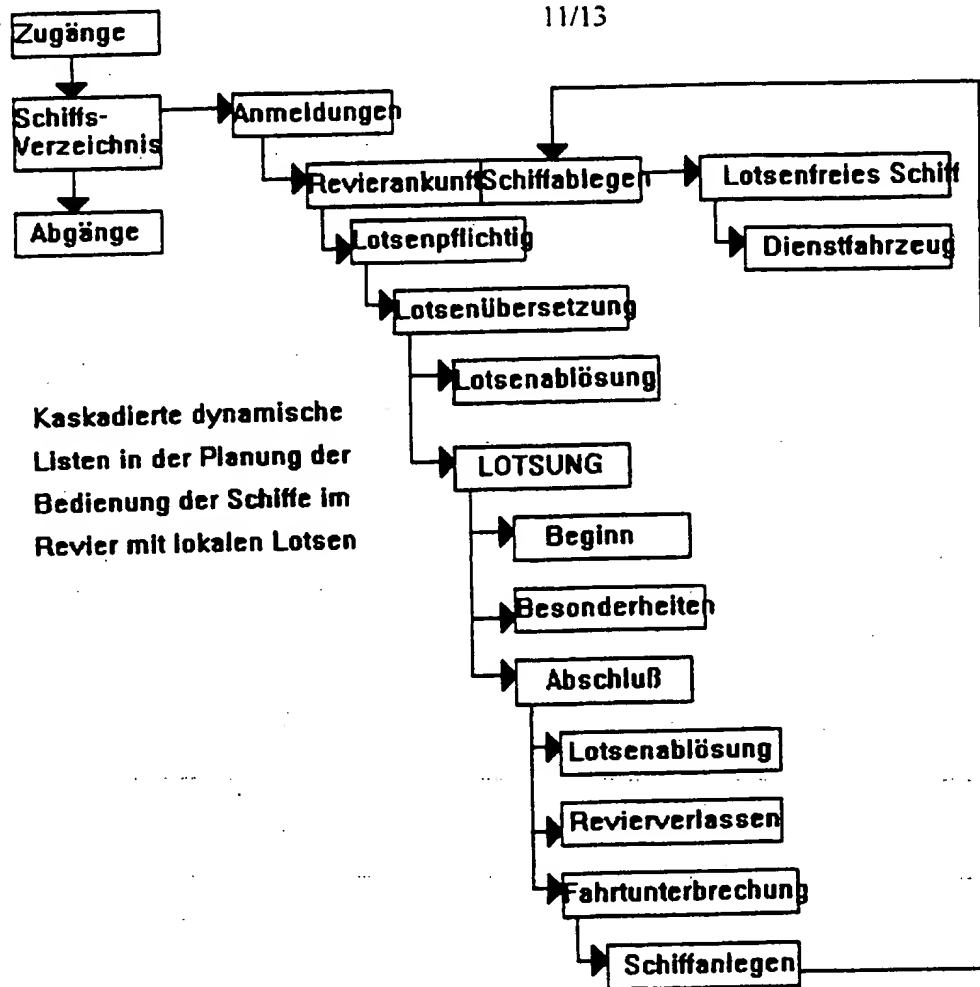 11/13
Zugänge
Schiffs-
Verzeichnis
Anmeldungen
Revierankunft
Schiffablegen
Lotsenfreies Schiff
Abgänge
Lotsenpflichtig
Dienstfahrzeug
Lotsenübersetzung
Lotsenablösung
Kaskadierte dynamische
Listen in der Planung der
Bedienung der Schiffe im
Revier mit lokalen Lotsen
LOTSUNG
Beginn
Besonderheiten
Abschluß
Lotsenablösung
Revierverlassen
Fahrtunterbrechung
Schiffanlegen